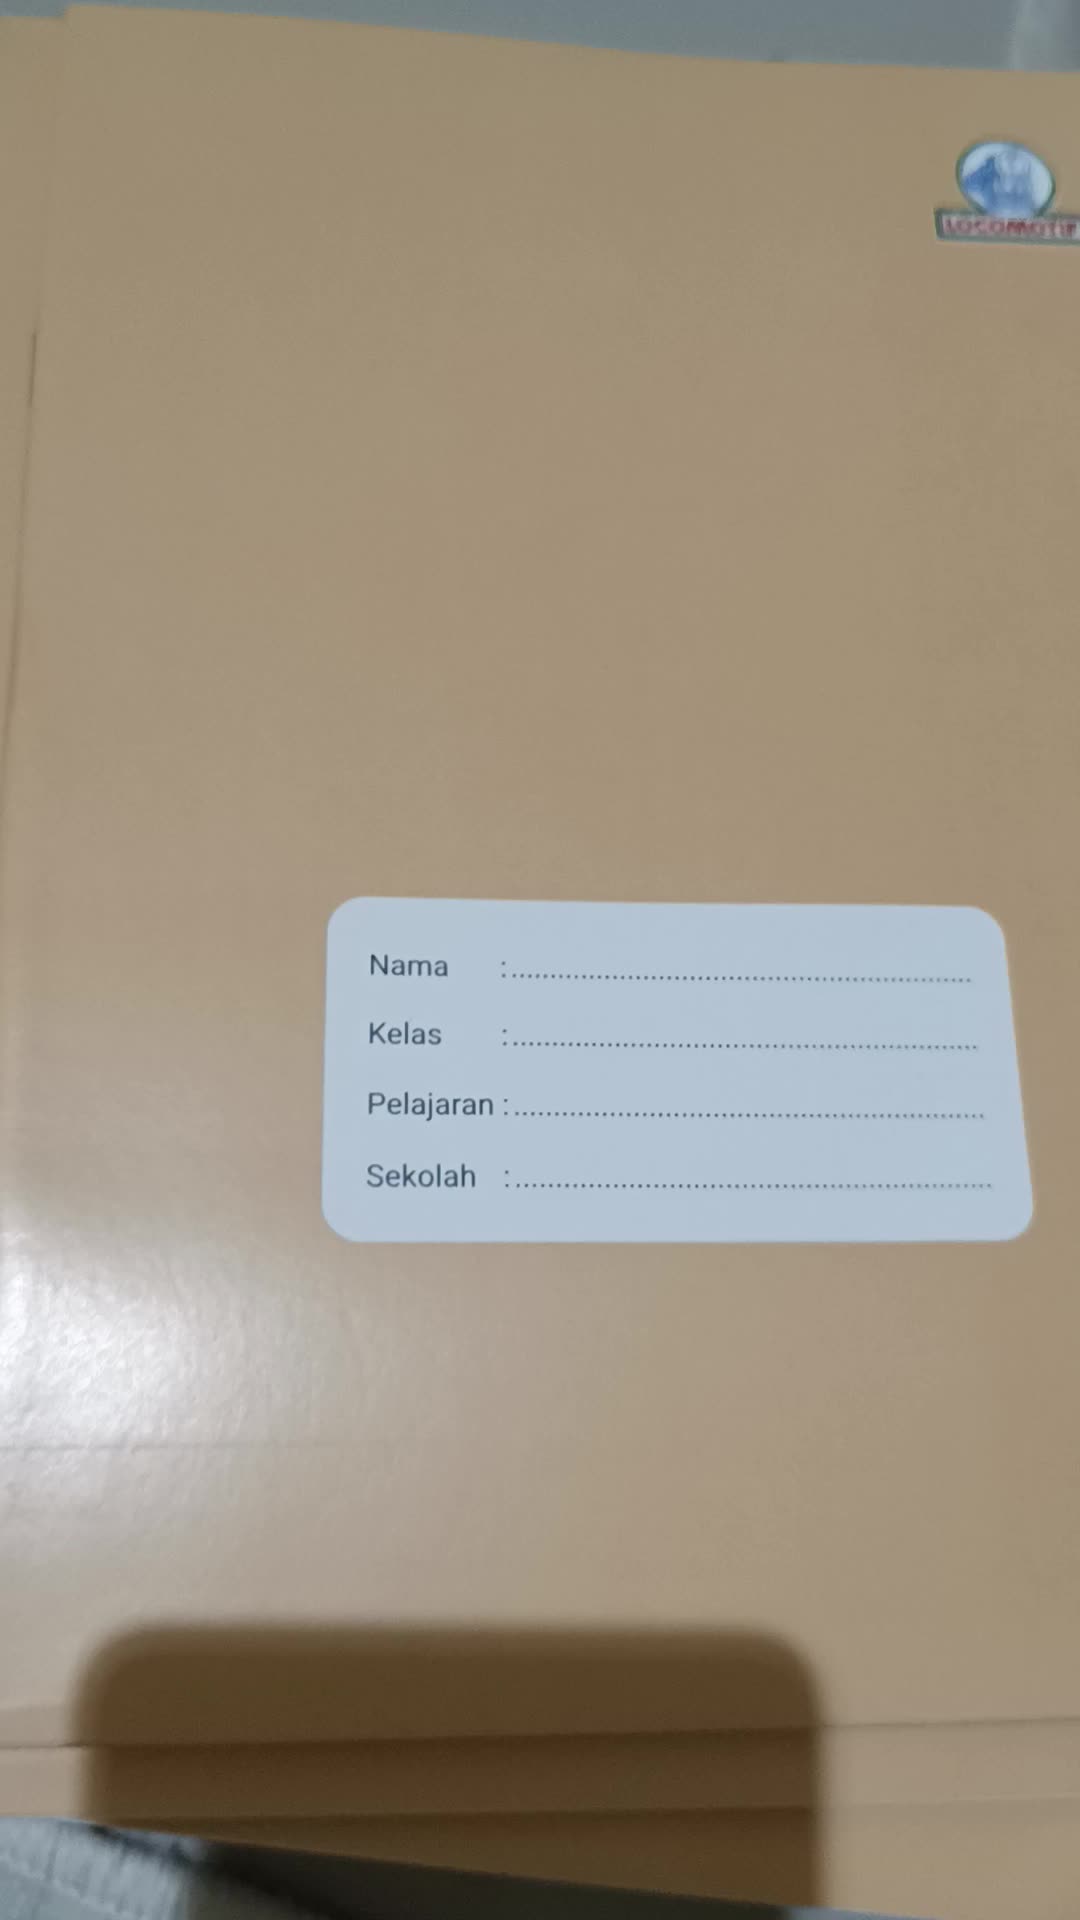 LOCOMOTIF
Nama :
Kelas :
Pelajaran :
Sekolah :